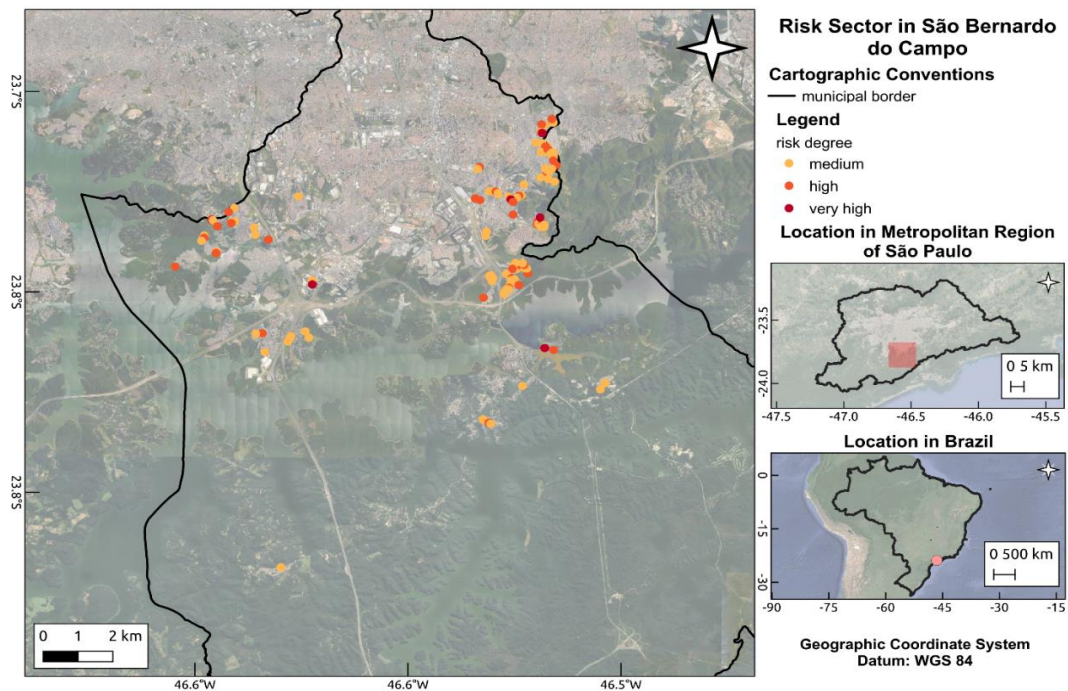 Risk Sector in São Bernardo
do Campo
Cartographic Conventions
municipal border
Legend
risk degree
medium
high
very high
Location in Metropolitan Region
of São Paulo
-23.5
-24.0
0 5 km
-47.5 -47.0 -46.5 -46.0 -45.5
Location in Brazil
0
-15
-30
0 500 km
-90 -75 -60 -45 -30 -15
Geographic Coordinate System
Datum: WGS 84
23.7°S
23.8°S
23.8°S
0 1 2 km
46.6°W 46.6°W 46.5°W